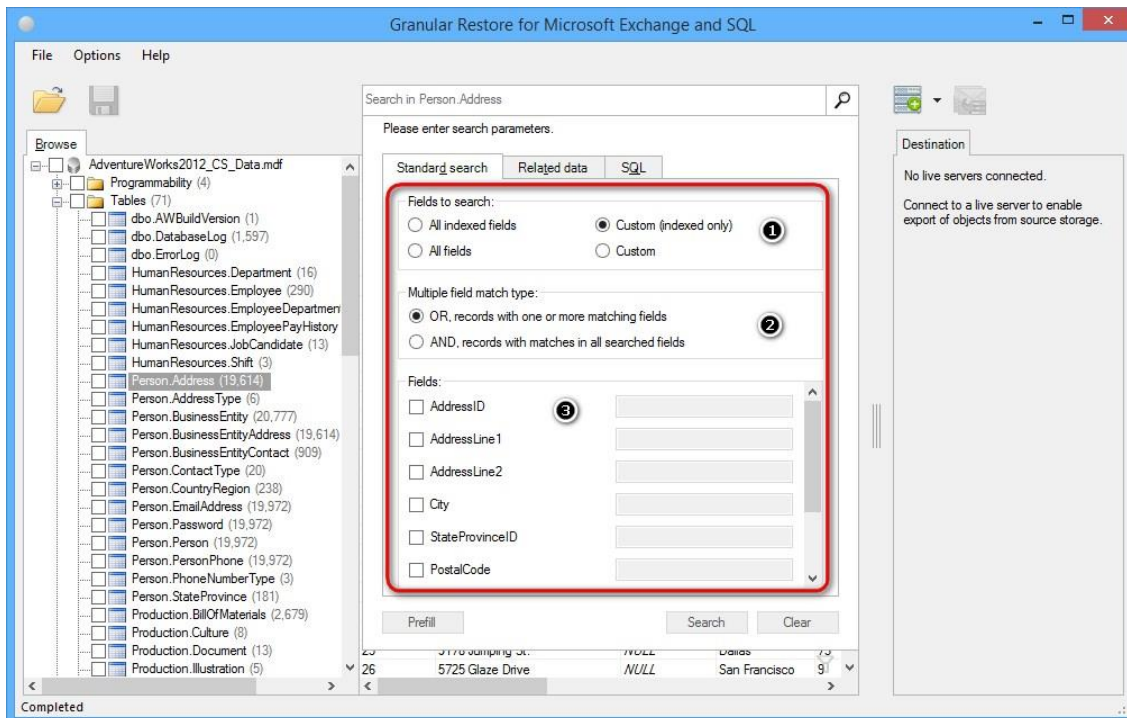 Granular Restore for Microsoft Exchange and SQL
File Options Help
Browse
AdventureWorks2012_CS_Data.mdf
Programmability (4)
Tables (71)
dbo.AWBuildVersion (1)
dbo.DatabaseLog (1,597)
dbo.ErrorLog (0)
HumanResources.Department (16)
HumanResources.Employee (290)
HumanResources.EmployeeDepartmen
HumanResources.EmployeePayHistory
HumanResources.JobCandidate (13)
HumanResources.Shift (3)
Person.Address (19,614)
Person.AddressType (6)
Person.BusinessEntity (20,777)
Person.BusinessEntityAddress (19,614)
Person.BusinessEntityContact (909)
Person.ContactType (20)
Person.CountryRegion (238)
Person.EmailAddress (19,972)
Person.Password (19,972)
Person.Person (19,972)
Person.PersonPhone (19,972)
Person.PhoneNumberType (3)
Person.StateProvince (181)
Production.BillOfMaterials (2,679)
Production.Culture (8)
Production.Document (13)
Production.Illustration (5)
Search in Person.Address
Please enter search parameters.
Standard search Related data SQL
Fields to search:
All indexed fields Custom (indexed only) 1
All fields Custom
Multiple field match type:
OR, records with one or more matching fields 2
AND, records with matches in all searched fields
Fields:
AddressID 3
AddressLine1
AddressLine2
City
StateProvinceID
PostalCode
Prefill Search Clear
26 5725 Glaze Drive NULL San Francisco 9
Destination
No live servers connected.
Connect to a live server to enable
export of objects from source storage.
Completed